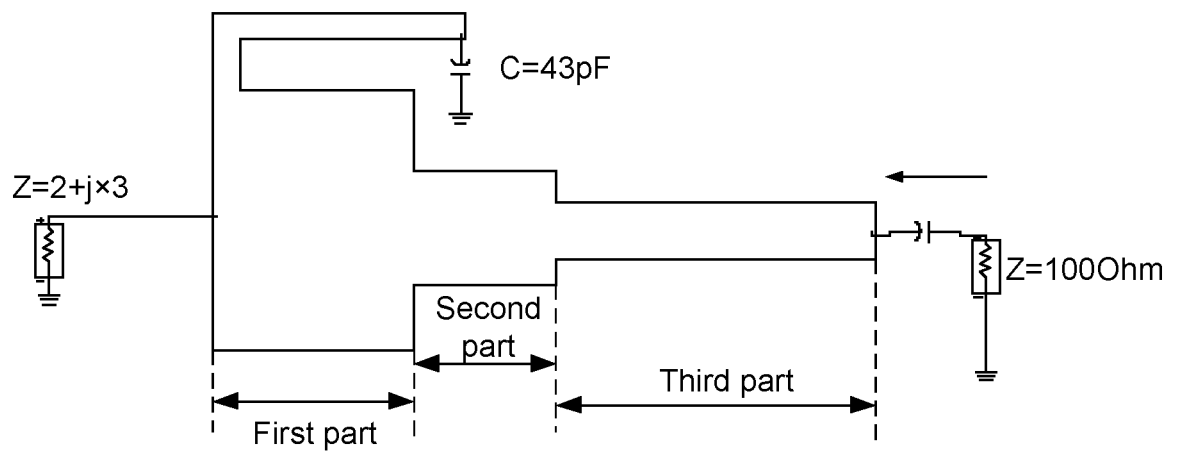 C=43pF
Z=2+j×3
Z=100Ohm
Second
part
Third part
First part